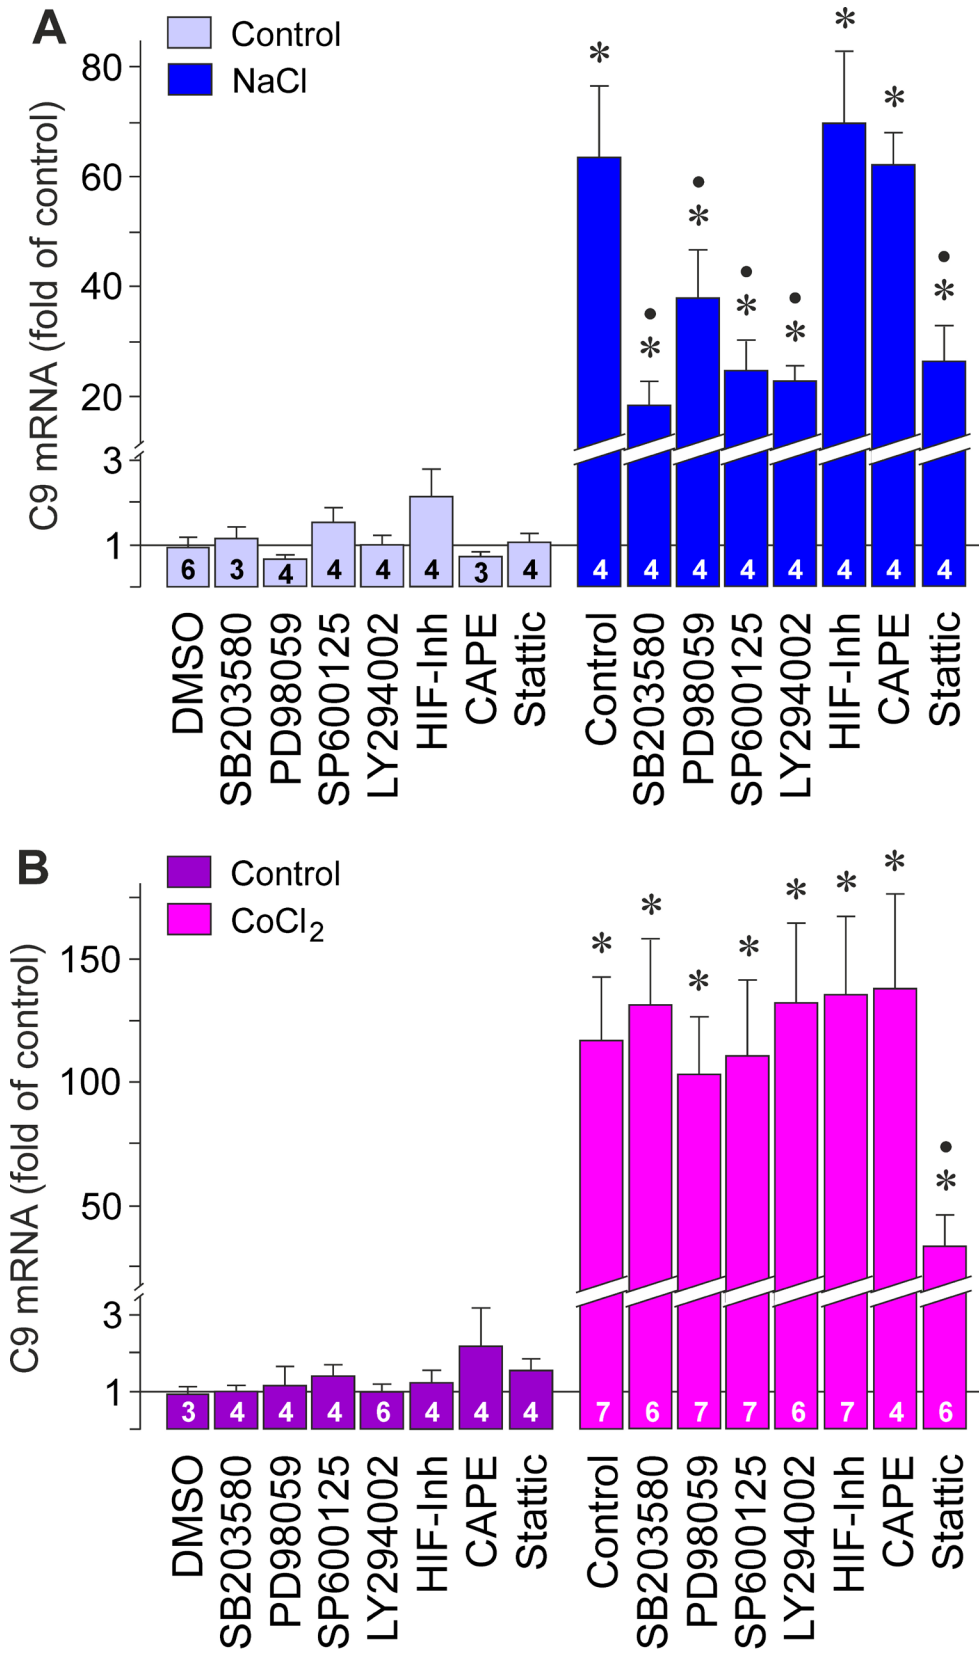 A
Control
NaCl
C9 mRNA (fold of control)
80
60
40
20
3
1
* * * * * * * *
• • • • •
6 3 4 4 4 4 3 4 4 4 4 4 4 4 4 4
DMSO SB203580 PD98059 SP600125 LY294002 HIF-Inh CAPE Stattic Control SB203580 PD98059 SP600125 LY294002 HIF-Inh CAPE Stattic
B
Control
CoCl2
C9 mRNA (fold of control)
150
100
50
3
1
* * * * * * * *
•
3 4 4 4 6 4 4 4 7 6 7 7 6 7 4 6
DMSO SB203580 PD98059 SP600125 LY294002 HIF-Inh CAPE Stattic Control SB203580 PD98059 SP600125 LY294002 HIF-Inh CAPE Stattic